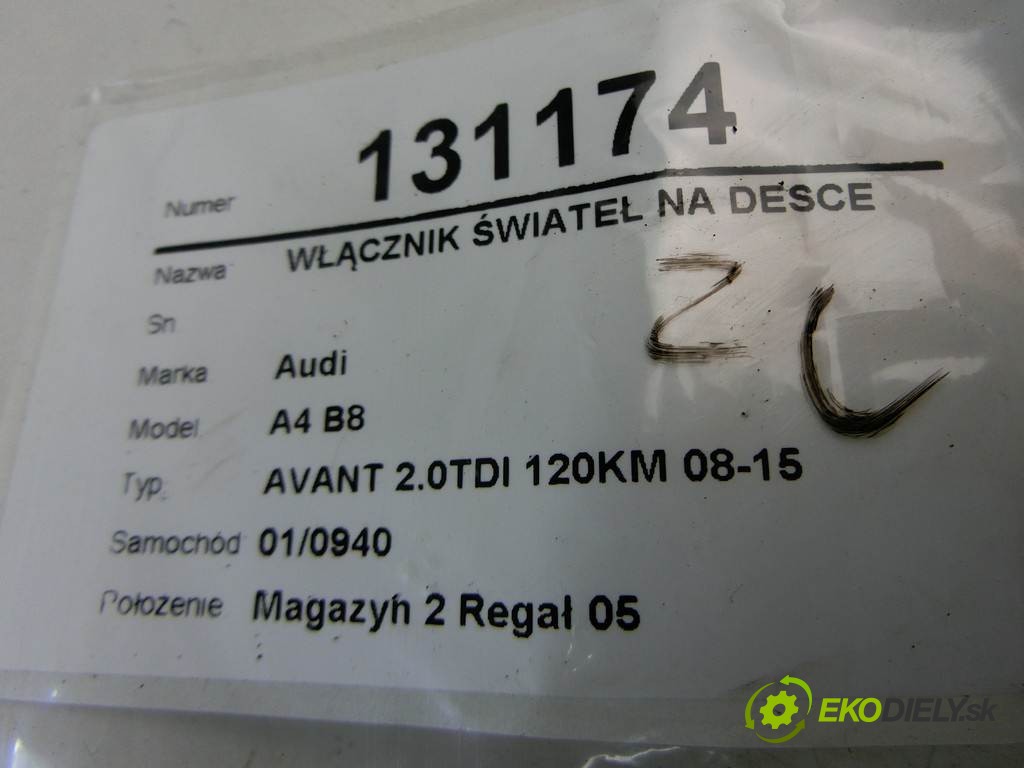 Numer 131174
Nazwa WŁĄCZNIK ŚWIATEŁ NA DESCE
Sn
Marka Audi
Model A4 B8
Typ AVANT 2.0TDI 120KM 08-15
Samochód 01/0940
Położenie Magazyn 2 Regał 05
EKODIELY.sk